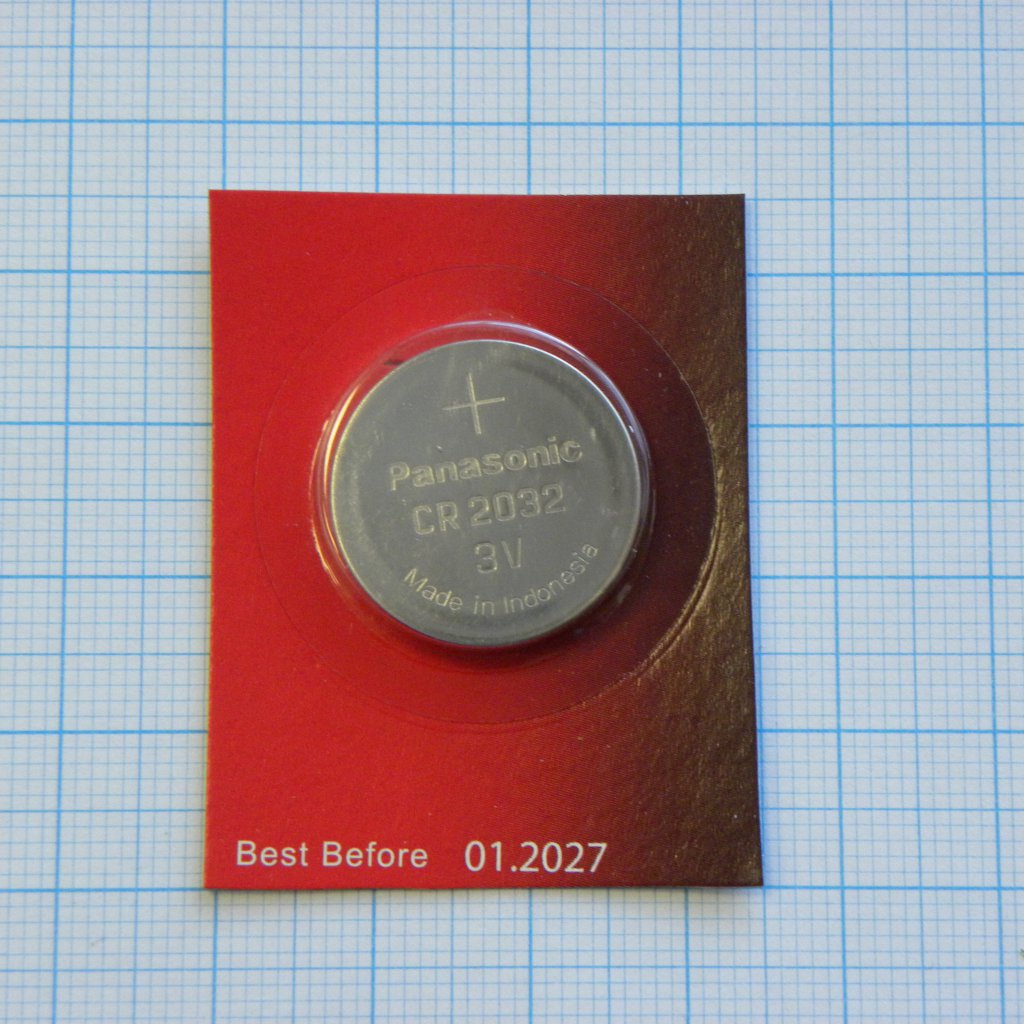 +
Panasonic
CR 2032
3V
Made in Indonesia
Best Before 01.2027